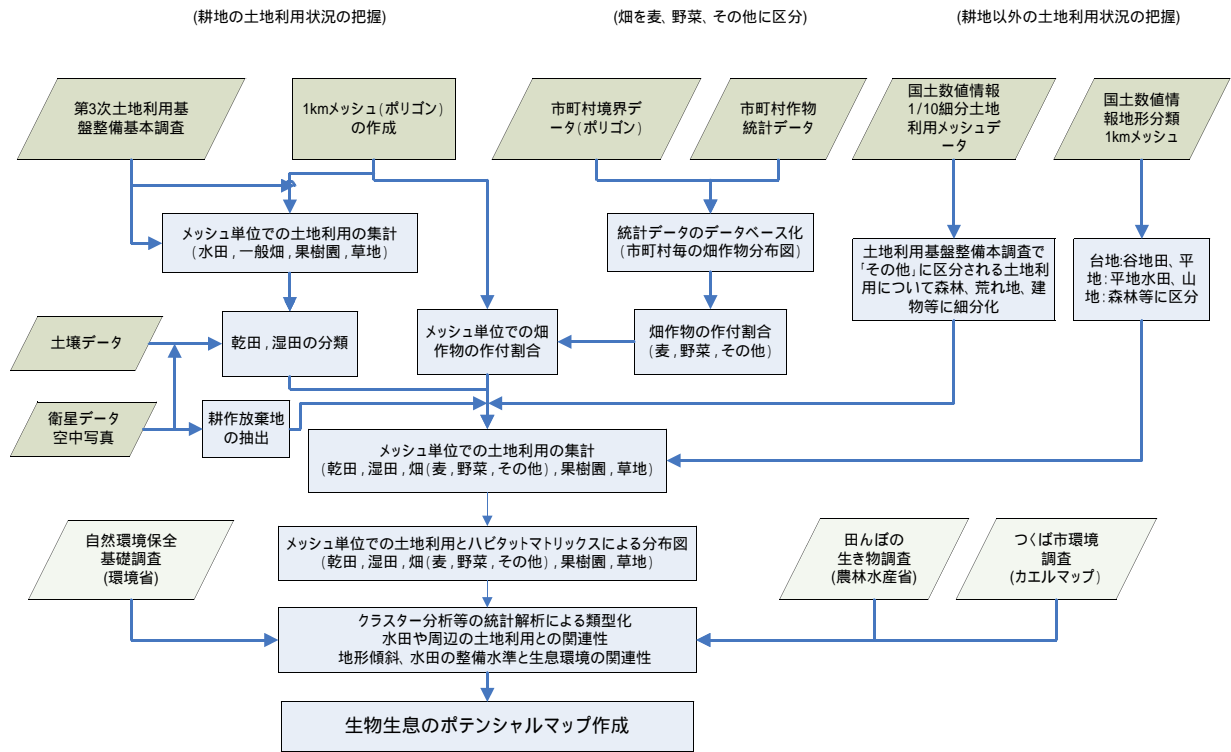 (耕地の土地利用状況の把握)
(畑を麦、野菜、その他に区分)
(耕地以外の土地利用状況の把握)
第3次土地利用基
盤整備基本調査
1kmメッシュ(ポリゴン)
の作成
市町村境界デ
ータ(ポリゴン)
市町村作物
統計データ
国土数値情報
1/10細分土地
利用メッシュデ
ータ
国土数値情
報地形分類
1kmメッシュ
メッシュ単位での土地利用の集計
(水田,一般畑,果樹園,草地)
統計データのデータベース化
(市町村毎の畑作物分布図)
土地利用基盤整備本調査で
「その他」に区分される土地利
用について森林、荒れ地、建
物等に細分化
台地:谷地田、平
地:平地水田、山
地:森林等に区分
土壌データ
乾田,湿田の分類
メッシュ単位での畑
作物の作付割合
畑作物の作付割合
(麦,野菜,その他)
衛星データ
空中写真
耕作放棄地
の抽出
メッシュ単位での土地利用の集計
(乾田,湿田,畑(麦,野菜,その他),果樹園,草地)
自然環境保全
基礎調査
(環境省)
メッシュ単位での土地利用とハビタットマトリックスによる分布図
(乾田,湿田,畑(麦,野菜,その他),果樹園,草地)
田んぼの
生き物調査
(農林水産省)
つくば市環境
調査
(カエルマップ)
クラスター分析等の統計解析による類型化
水田や周辺の土地利用との関連性
地形傾斜、水田の整備水準と生息環境の関連性
生物生息のポテンシャルマップ作成